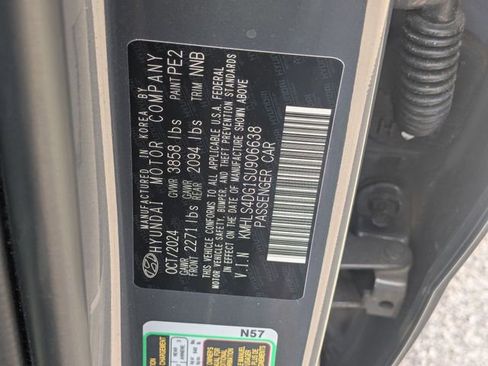 MANUFACTURED IN KOREA BY
HYUNDAI MOTOR COMPANY
OCT/2024 GVWR 3858 lbs PAINT PE2
GAWR FRONT 2271 lbs GAWR REAR 2094 lbs TRIM NNB
THIS VEHICLE CONFORMS TO ALL APPLICABLE U.S.A. FEDERAL
MOTOR VEHICLE SAFETY, BUMPER, AND THEFT PREVENTION STANDARDS
IN EFFECT ON THE DATE OF MANUFACTURE SHOWN ABOVE
V.I.N KMHLS4DG1SU906638
PASSENGER CAR
N57